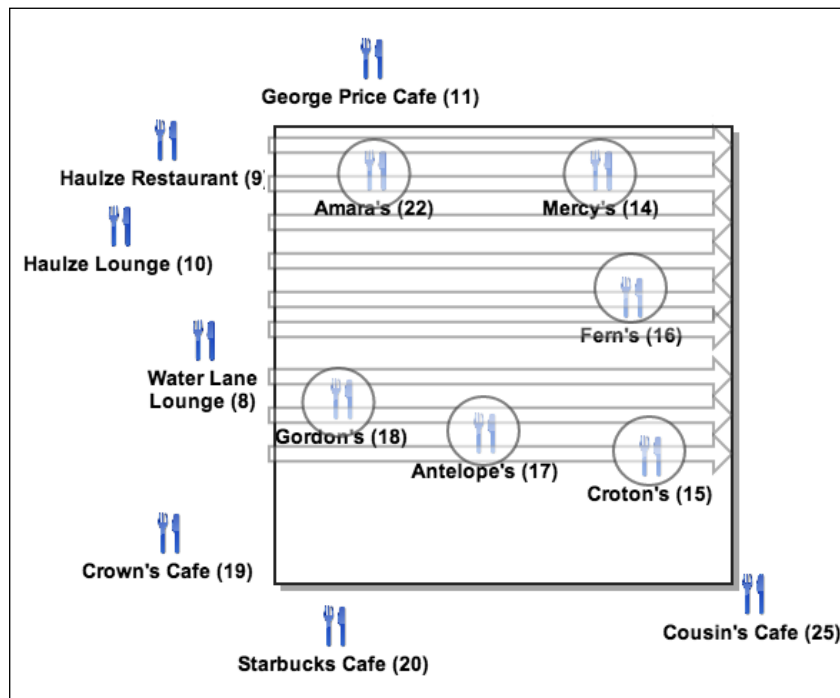 George Price Cafe (11)
Haulze Restaurant (9)
Amara's (22)
Mercy's (14)
Haulze Lounge (10)
Fern's (16)
Water Lane
Lounge (8)
Gordon's (18)
Antelope's (17)
Croton's (15)
Crown's Cafe (19)
Cousin's Cafe (25)
Starbucks Cafe (20)